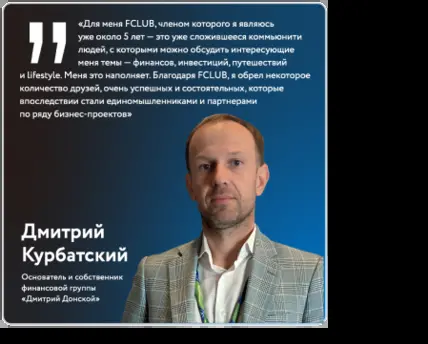 «Для меня FCLUB, членом которого я являюсь
уже около 5 лет — это уже сложившееся коммьюнити
людей, с которыми можно обсудить интересующие
меня темы — финансов, инвестиций, путешествий
и lifestyle. Меня это наполняет. Благодаря FCLUB, я обрел некоторое
количество друзей, очень успешных и состоятельных, которые
впоследствии стали единомышленниками и партнерами
по ряду бизнес-проектов»
Дмитрий
Курбатский
Основатель и собственник
финансовой группы
«Дмитрий Донской»